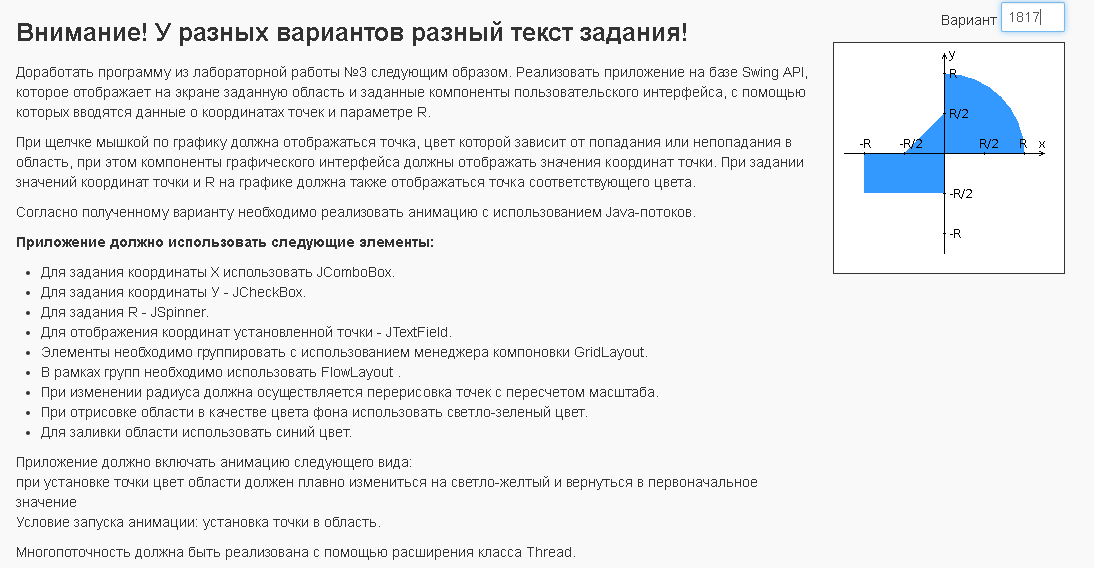 Вариант 1817
Внимание! У разных вариантов разный текст задания!
Доработать программу из лабораторной работы №3 следующим образом. Реализовать приложение на базе Swing API,
которое отображает на экране заданную область и заданные компоненты пользовательского интерфейса, с помощью
которых вводятся данные о координатах точек и параметре R.
При щелчке мышкой по графику должна отображаться точка, цвет которой зависит от попадания или непопадания в
область, при этом компоненты графического интерфейса должны отображать значения координат точки. При задании
значений координат точки и R на графике должна также отображаться точка соответствующего цвета.
Согласно полученному варианту необходимо реализовать анимацию с использованием Java-потоков.
Приложение должно использовать следующие элементы:
• Для задания координаты X использовать JComboBox.
• Для задания координаты У - JCheckBox.
• Для задания R - JSpinner.
• Для отображения координат установленной точки - JTextField.
• Элементы необходимо группировать с использованием менеджера компоновки GridLayout.
• В рамках групп необходимо использовать FlowLayout .
• При изменении радиуса должна осуществляется перерисовка точек с пересчетом масштаба.
• При отрисовке области в качестве цвета фона использовать светло-зеленый цвет.
• Для заливки области использовать синий цвет.
Приложение должно включать анимацию следующего вида:
при установке точки цвет области должен плавно измениться на светло-желтый и вернуться в первоначальное
значение
Условие запуска анимации: установка точки в область.
Многопоточность должна быть реализована с помощью расширения класса Thread.
y
R
R/2
-R -R/2 R/2 R x
-R/2
-R